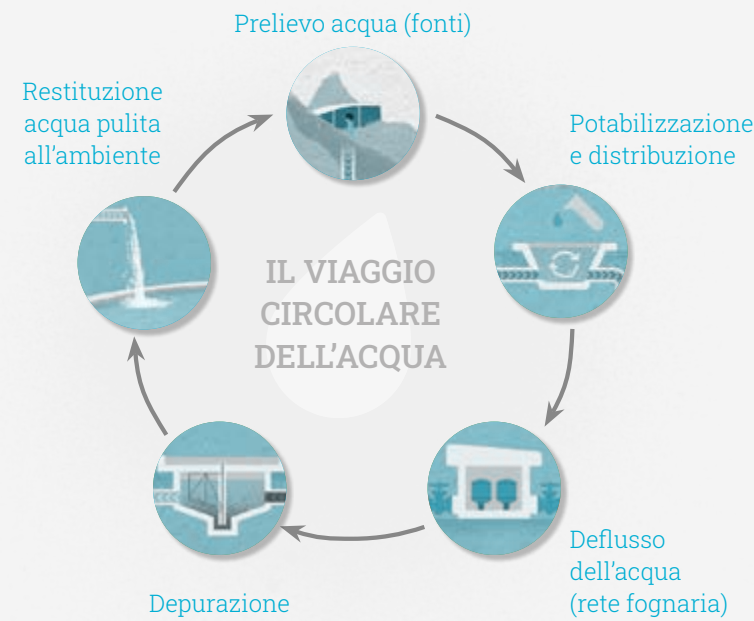 Prelievo acqua (fonti)
Restituzione
acqua pulita
all’ambiente
Potabilizzazione
e distribuzione
IL VIAGGIO
CIRCOLARE
DELL’ACQUA
Deflusso
dell’acqua
(rete fognaria)
Depurazione